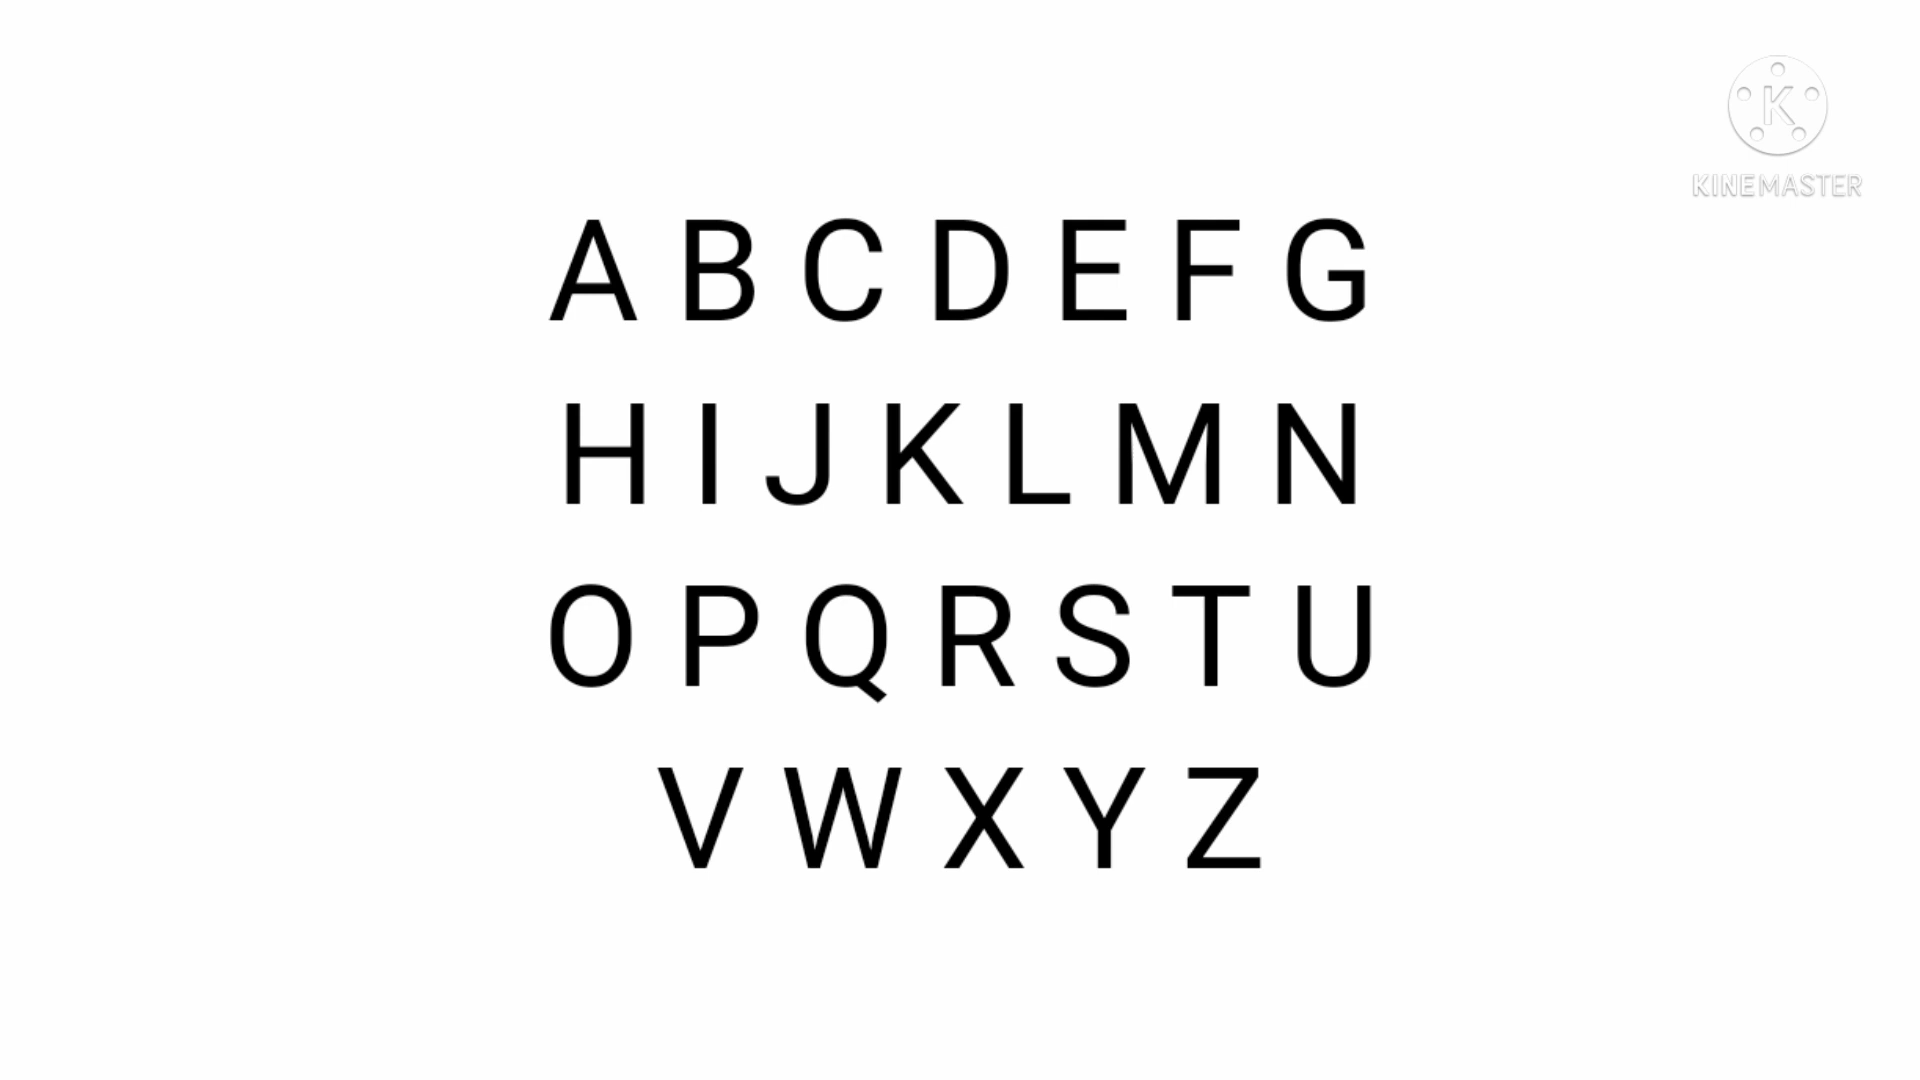 K
KINEMASTER
A B C D E F G
H I J K L M N
O P Q R S T U
V W X Y Z